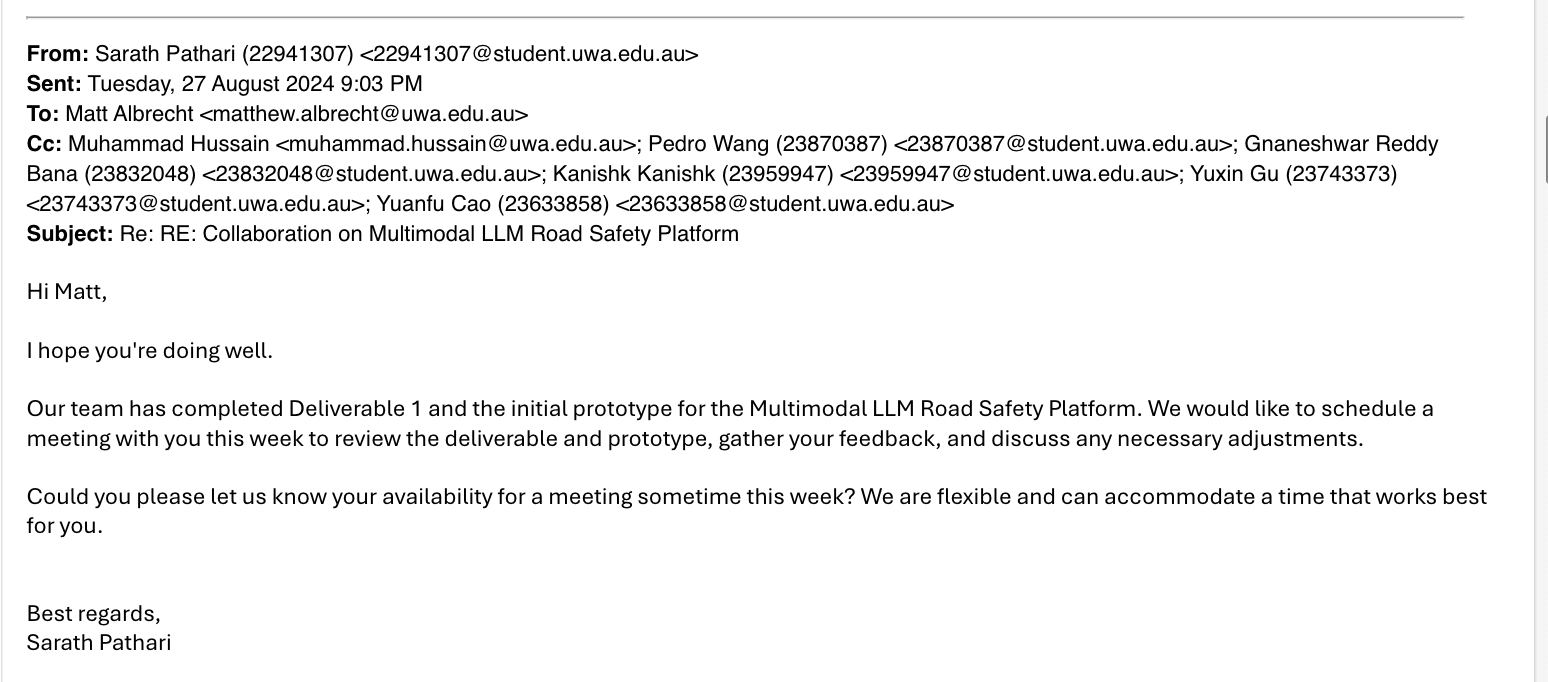 From: Sarath Pathari (22941307) <22941307@student.uwa.edu.au>
Sent: Tuesday, 27 August 2024 9:03 PM
To: Matt Albrecht <matthew.albrecht@uwa.edu.au>
Cc: Muhammad Hussain <muhammad.hussain@uwa.edu.au>; Pedro Wang (23870387) <23870387@student.uwa.edu.au>; Gnaneshwar Reddy
Bana (23832048) <23832048@student.uwa.edu.au>; Kanishk Kanishk (23959947) <23959947@student.uwa.edu.au>; Yuxin Gu (23743373)
<23743373@student.uwa.edu.au>; Yuanfu Cao (23633858) <23633858@student.uwa.edu.au>
Subject: Re: RE: Collaboration on Multimodal LLM Road Safety Platform
Hi Matt,
I hope you're doing well.
Our team has completed Deliverable 1 and the initial prototype for the Multimodal LLM Road Safety Platform. We would like to schedule a
meeting with you this week to review the deliverable and prototype, gather your feedback, and discuss any necessary adjustments.
Could you please let us know your availability for a meeting sometime this week? We are flexible and can accommodate a time that works best
for you.
Best regards,
Sarath Pathari